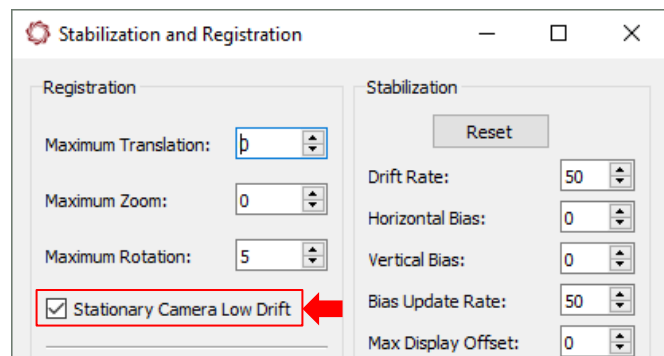 Stabilization and Registration
Registration
Maximum Translation: 0
Maximum Zoom: 0
Maximum Rotation: 5
Stationary Camera Low Drift
Stabilization
Reset
Drift Rate: 50
Horizontal Bias: 0
Vertical Bias: 0
Bias Update Rate: 50
Max Display Offset: 0